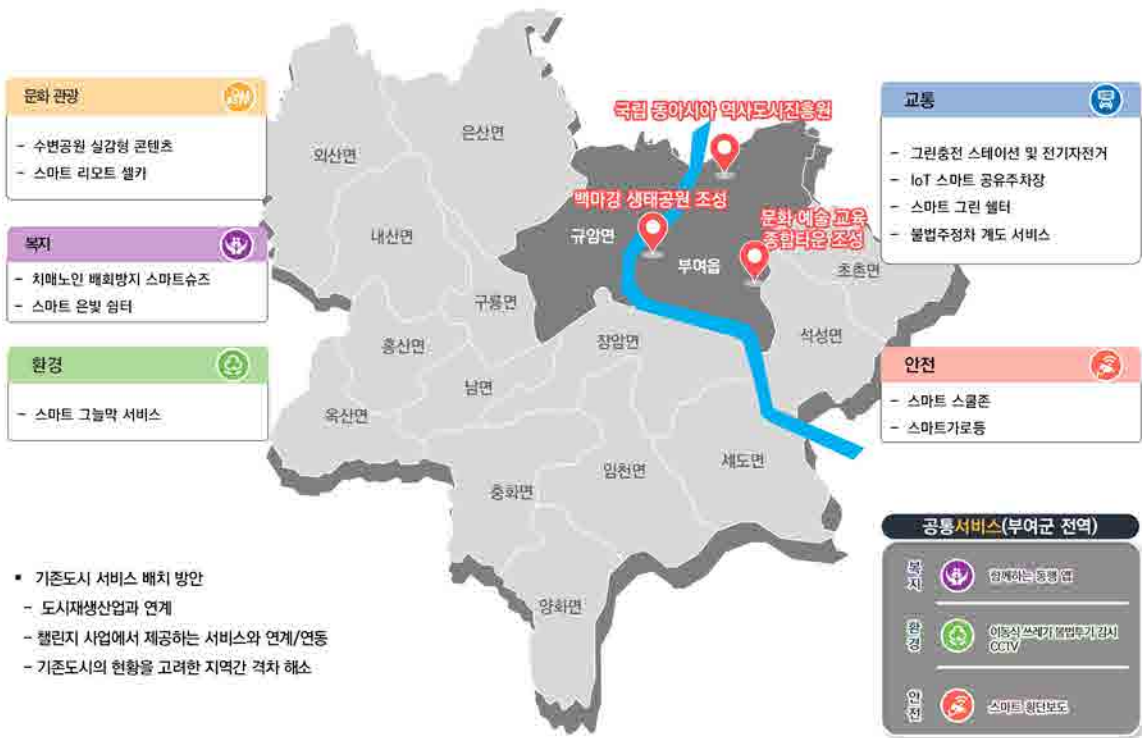 문화 관광
- 수변공원 실감형 콘텐츠
- 스마트 리모트 셀카
복지
- 치매노인 배회방지 스마트슈즈
- 스마트 은빛 쉼터
환경
- 스마트 그늘막 서비스
국립 동아시아 역사도시진흥원
백마강 생태공원 조성
문화 예술 교육
종합타운 조성
은산면
외산면
내산면
규암면
부여읍
초촌면
구룡면
석성면
홍산면
장암면
남면
옥산면
임천면
세도면
충화면
양화면
교통
- 그린충전 스테이션 및 전기자전거
- IoT 스마트 공유주차장
- 스마트 그린 쉘터
- 불법주정차 계도 서비스
안전
- 스마트 스쿨존
- 스마트가로등
▪ 기존도시 서비스 배치 방안
- 도시재생산업과 연계
- 챌린지 사업에서 제공하는 서비스와 연계/연동
- 기존도시의 현황을 고려한 지역간 격차 해소
공통서비스(부여군 전역)
복지
함께하는 동행 앱
환경
이동식 쓰레기 불법투기 감시
CCTV
안전
스마트 횡단보도